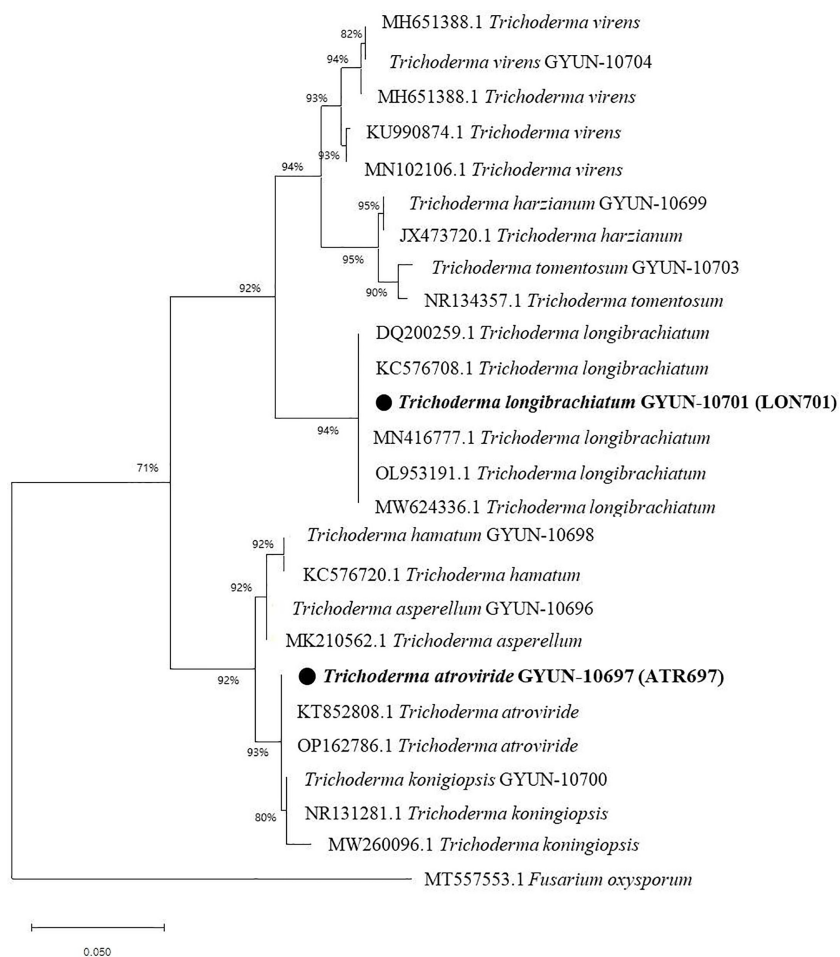 MH651388.1 Trichoderma virens
82%
94%
Trichoderma virens GYUN-10704
93%
MH651388.1 Trichoderma virens
KU990874.1 Trichoderma virens
93%
94%
MN102106.1 Trichoderma virens
95%
Trichoderma harzianum GYUN-10699
JX473720.1 Trichoderma harzianum
95%
Trichoderma tomentosum GYUN-10703
92%
90%
NR134357.1 Trichoderma tomentosum
DQ200259.1 Trichoderma longibrachiatum
KC576708.1 Trichoderma longibrachiatum
Trichoderma longibrachiatum GYUN-10701 (LON701)
94%
MN416777.1 Trichoderma longibrachiatum
71%
OL953191.1 Trichoderma longibrachiatum
MW624336.1 Trichoderma longibrachiatum
92%
Trichoderma hamatum GYUN-10698
KC576720.1 Trichoderma hamatum
92%
Trichoderma asperellum GYUN-10696
MK210562.1 Trichoderma asperellum
92%
Trichoderma atroviride GYUN-10697 (ATR697)
KT852808.1 Trichoderma atroviride
93%
OP162786.1 Trichoderma atroviride
Trichoderma konigiopsis GYUN-10700
80%
NR131281.1 Trichoderma koningiopsis
MW260096.1 Trichoderma koningiopsis
MT557553.1 Fusarium oxysporum
0.050